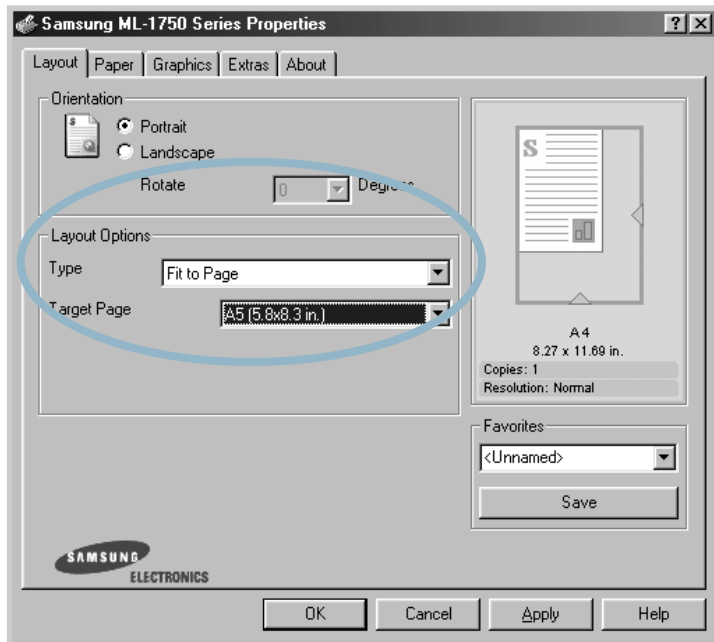 Samsung ML-1750 Series Properties
Layout Paper Graphics Extras About
Orientation
Portrait
Landscape
Rotate 0 Degrees
Layout Options
Type Fit to Page
Target Page A5 (5.8x8.3 in.)
S
S
A4
8.27 x 11.69 in.
Copies: 1
Resolution: Normal
Favorites
<Unnamed>
Save
SAMSUNG
ELECTRONICS
OK Cancel Apply Help